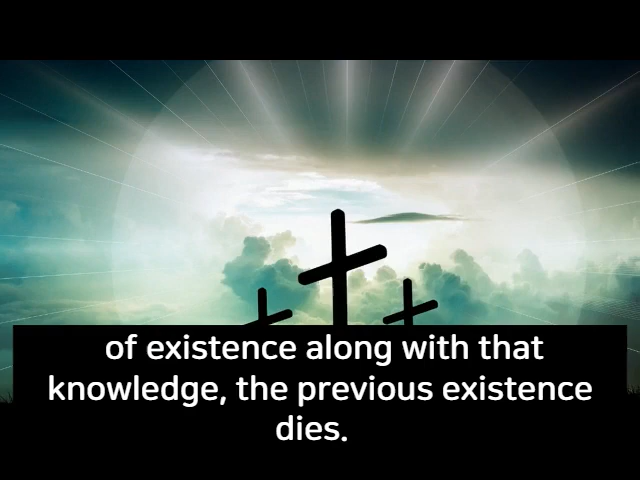 of existence along with that
knowledge, the previous existence
dies.